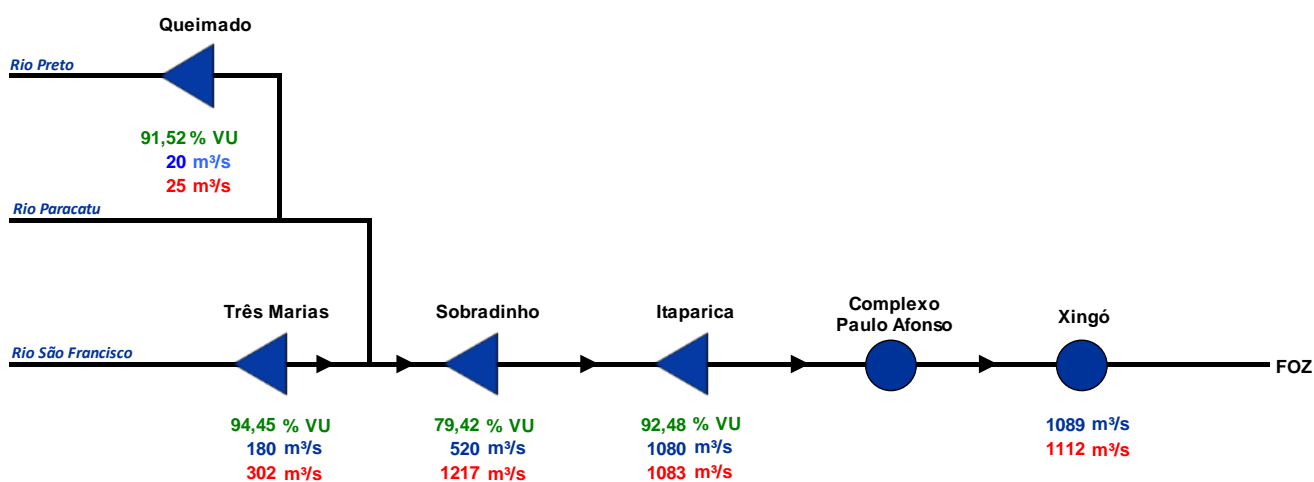 Queimado
Rio Preto
91,52 % VU
20 m³/s
25 m³/s
Rio Paracatu
Três Marias
Sobradinho
Itaparica
Complexo
Paulo Afonso
Xingó
Rio São Francisco
FOZ
94,45 % VU
180 m³/s
302 m³/s
79,42 % VU
520 m³/s
1217 m³/s
92,48 % VU
1080 m³/s
1083 m³/s
1089 m³/s
1112 m³/s